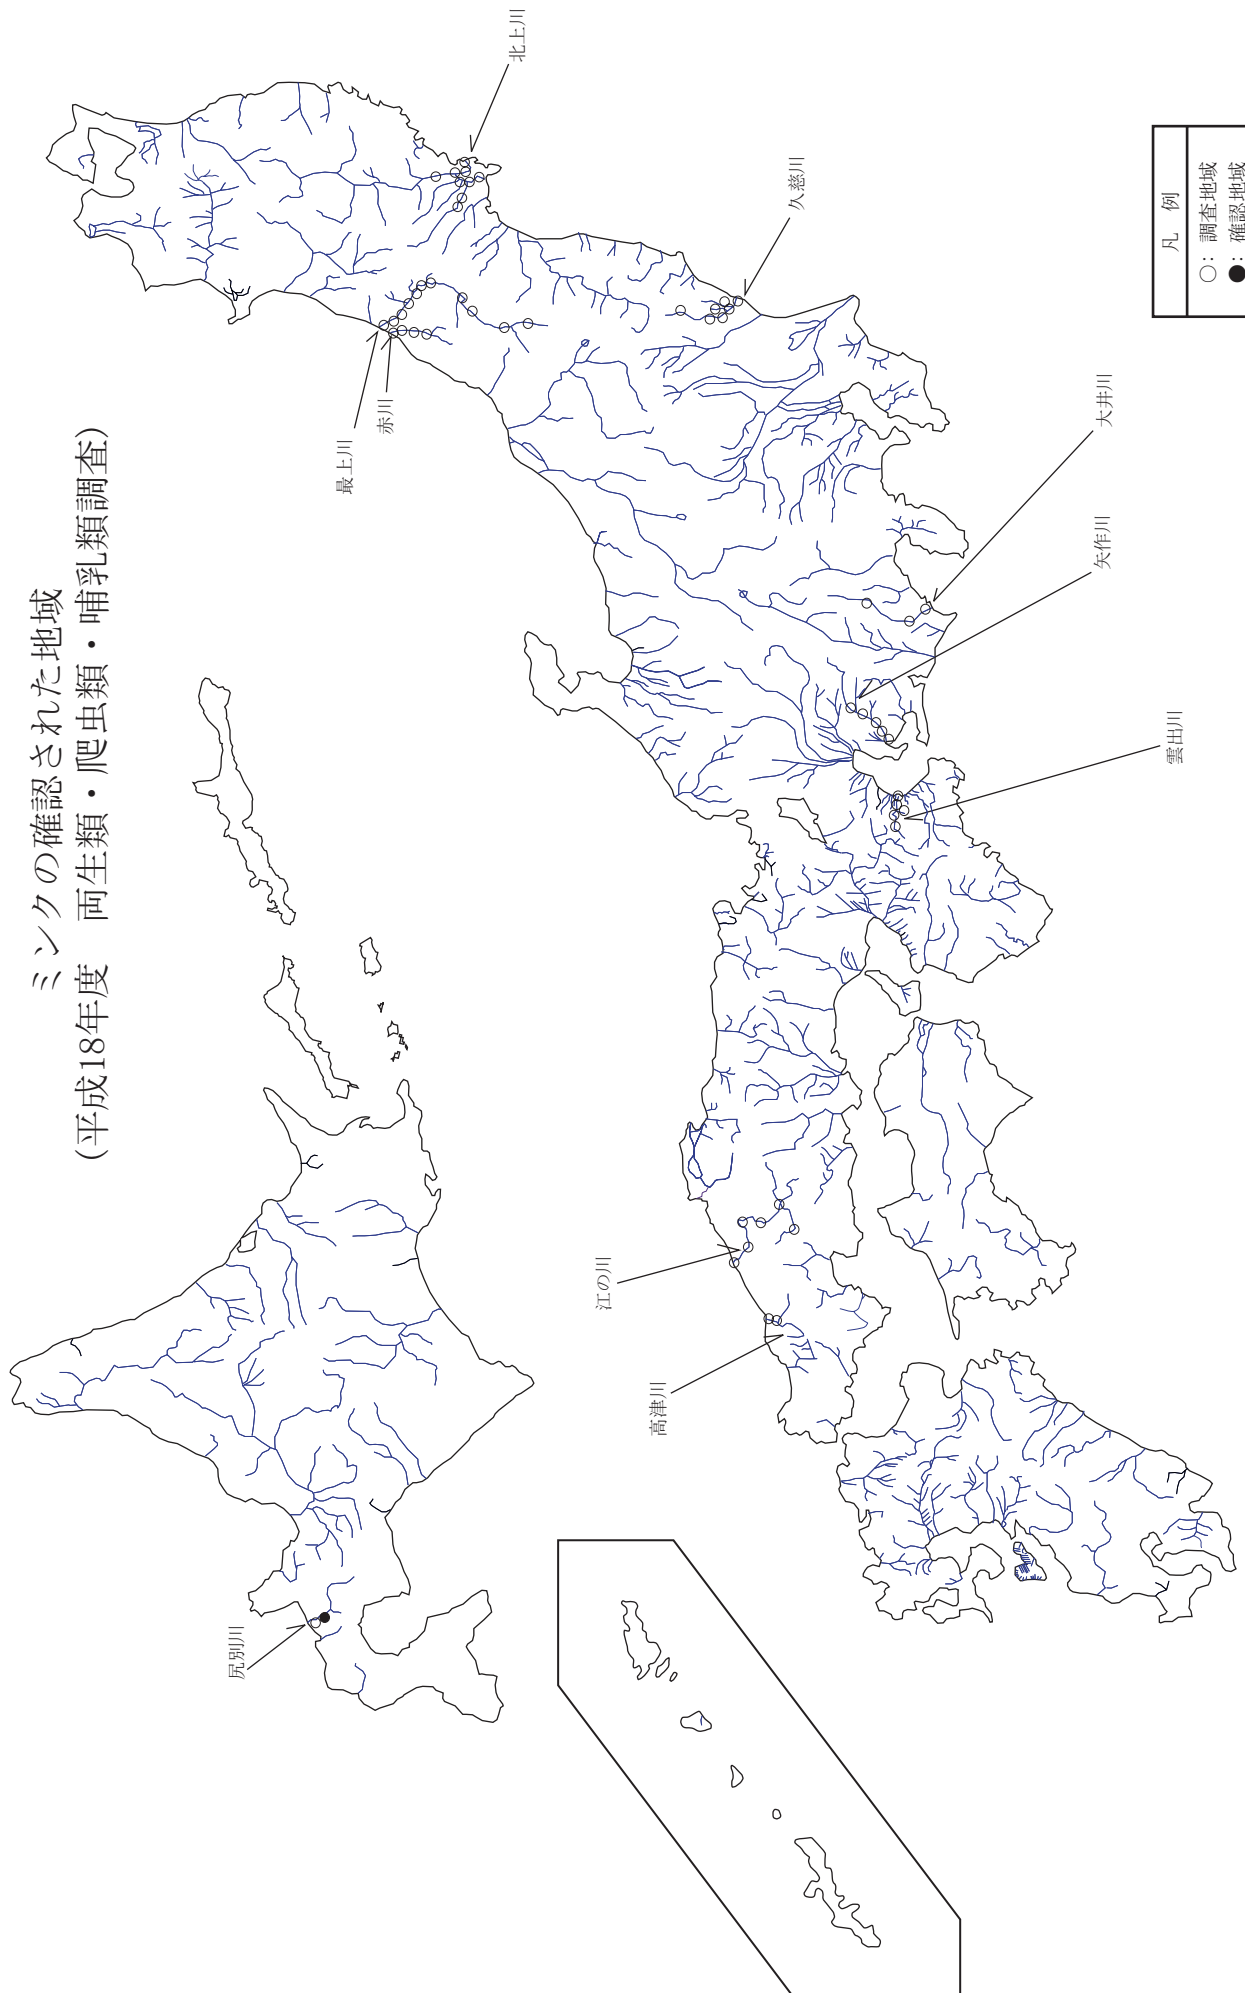 ミンクの確認された地域
(平成18年度　両生類・爬虫類・哺乳類調査)
尻別川
北上川
最上川
赤川
久慈川
大井川
矢作川
雲出川
江の川
高津川
凡　例
○：調査地域
●：確認地域